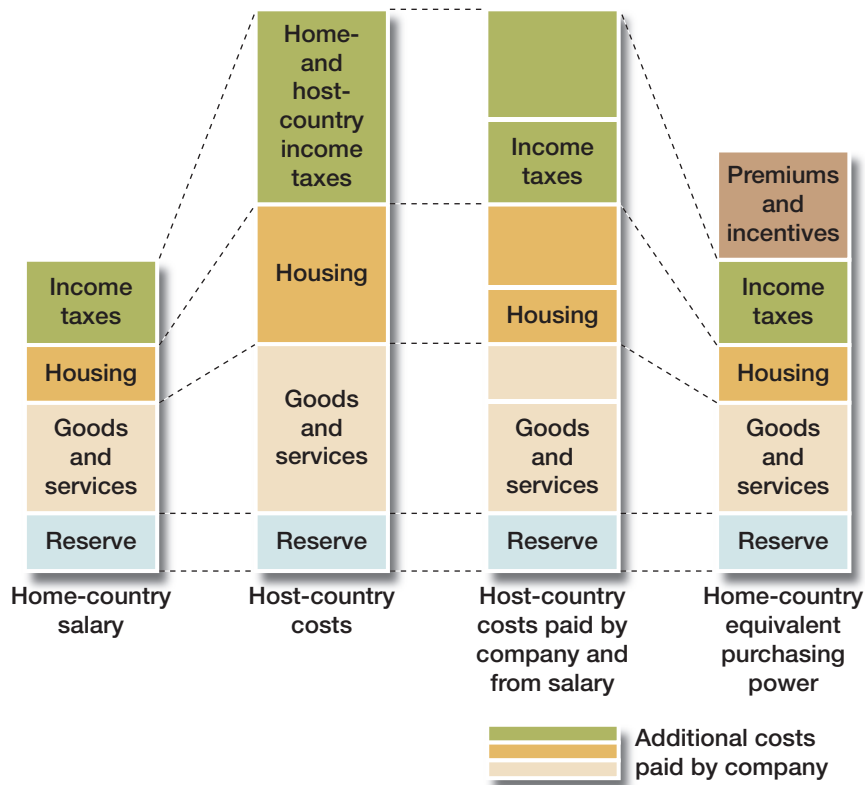 Home-
and
host-
country
income
taxes
Housing
Goods
and
services
Reserve
Income
taxes
Housing
Goods
and
services
Reserve
Income
taxes
Housing
Goods
and
services
Reserve
Premiums
and
incentives
Income
taxes
Housing
Goods
and
services
Reserve
Home-country
salary
Host-country
costs
Host-country
costs paid by
company and
from salary
Home-country
equivalent
purchasing
power
Additional costs
paid by company